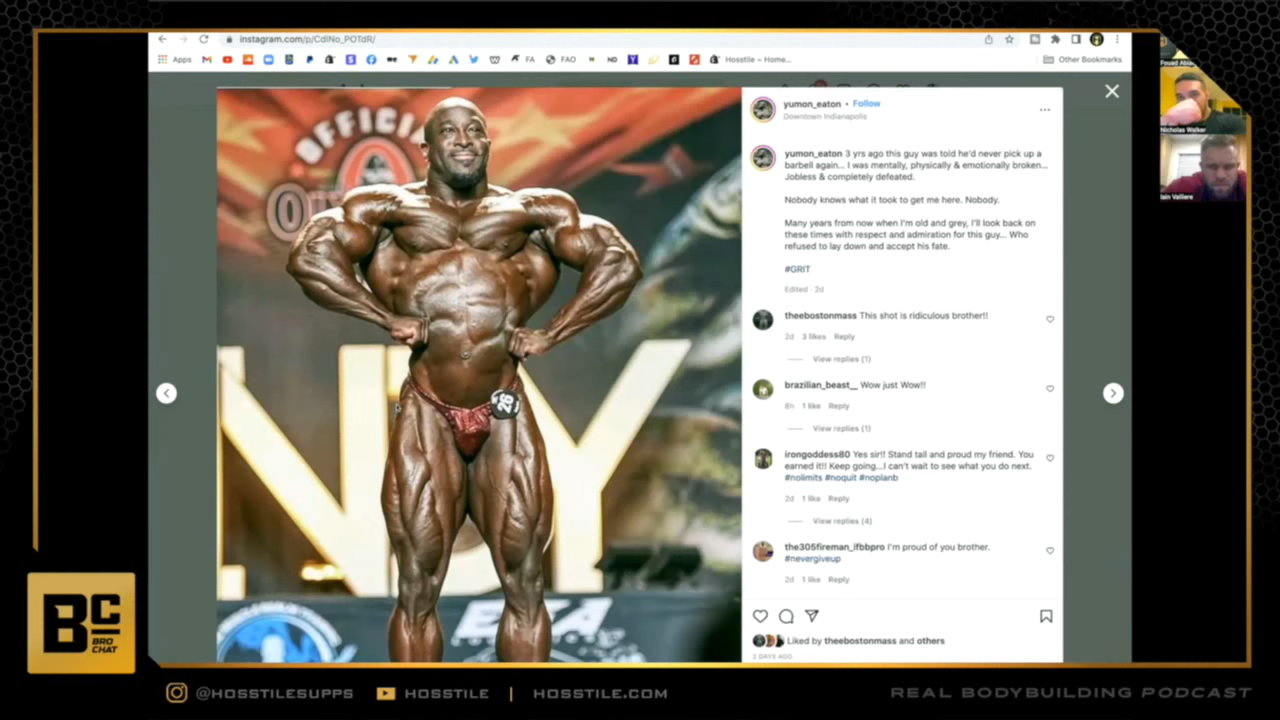 instagram.com/p/CdlNo_POTdR/
Apps
FA
FAO
ND
Hosstile – Home...
Other Bookmarks
OFFICIAL
26
NY
yumon_eaton • Follow
Downtown Indianapolis
yumon_eaton 3 yrs ago this guy was told he'd never pick up a
barbell again... I was mentally, physically & emotionally broken...
Jobless & completely defeated.
Nobody knows what it took to get me here. Nobody.
Many years from now when I'm old and grey, I'll look back on
these times with respect and admiration for this guy... Who
refused to lay down and accept his fate.
#GRIT
Edited · 2d
theebostonmass This shot is ridiculous brother!!
2d 3 likes Reply
View replies (1)
brazilian_beast__ Wow just Wow!!
8h 1 like Reply
View replies (1)
irongoddess80 Yes sir!! Stand tall and proud my friend. You
earned it!! Keep going...I can't wait to see what you do next.
#nolimits #noquit #noplanb
2d 1 like Reply
View replies (4)
the305fireman_ifbbpro I'm proud of you brother.
#nevergiveup
2d 1 like Reply
Liked by theebostonmass and others
2 DAYS AGO
Nicholas Walker
Iain Valliere
BC
BRO
CHAT
@HOSSTILESUPPS
HOSSTILE
|
HOSSTILE.COM
REAL BODYBUILDING PODCAST